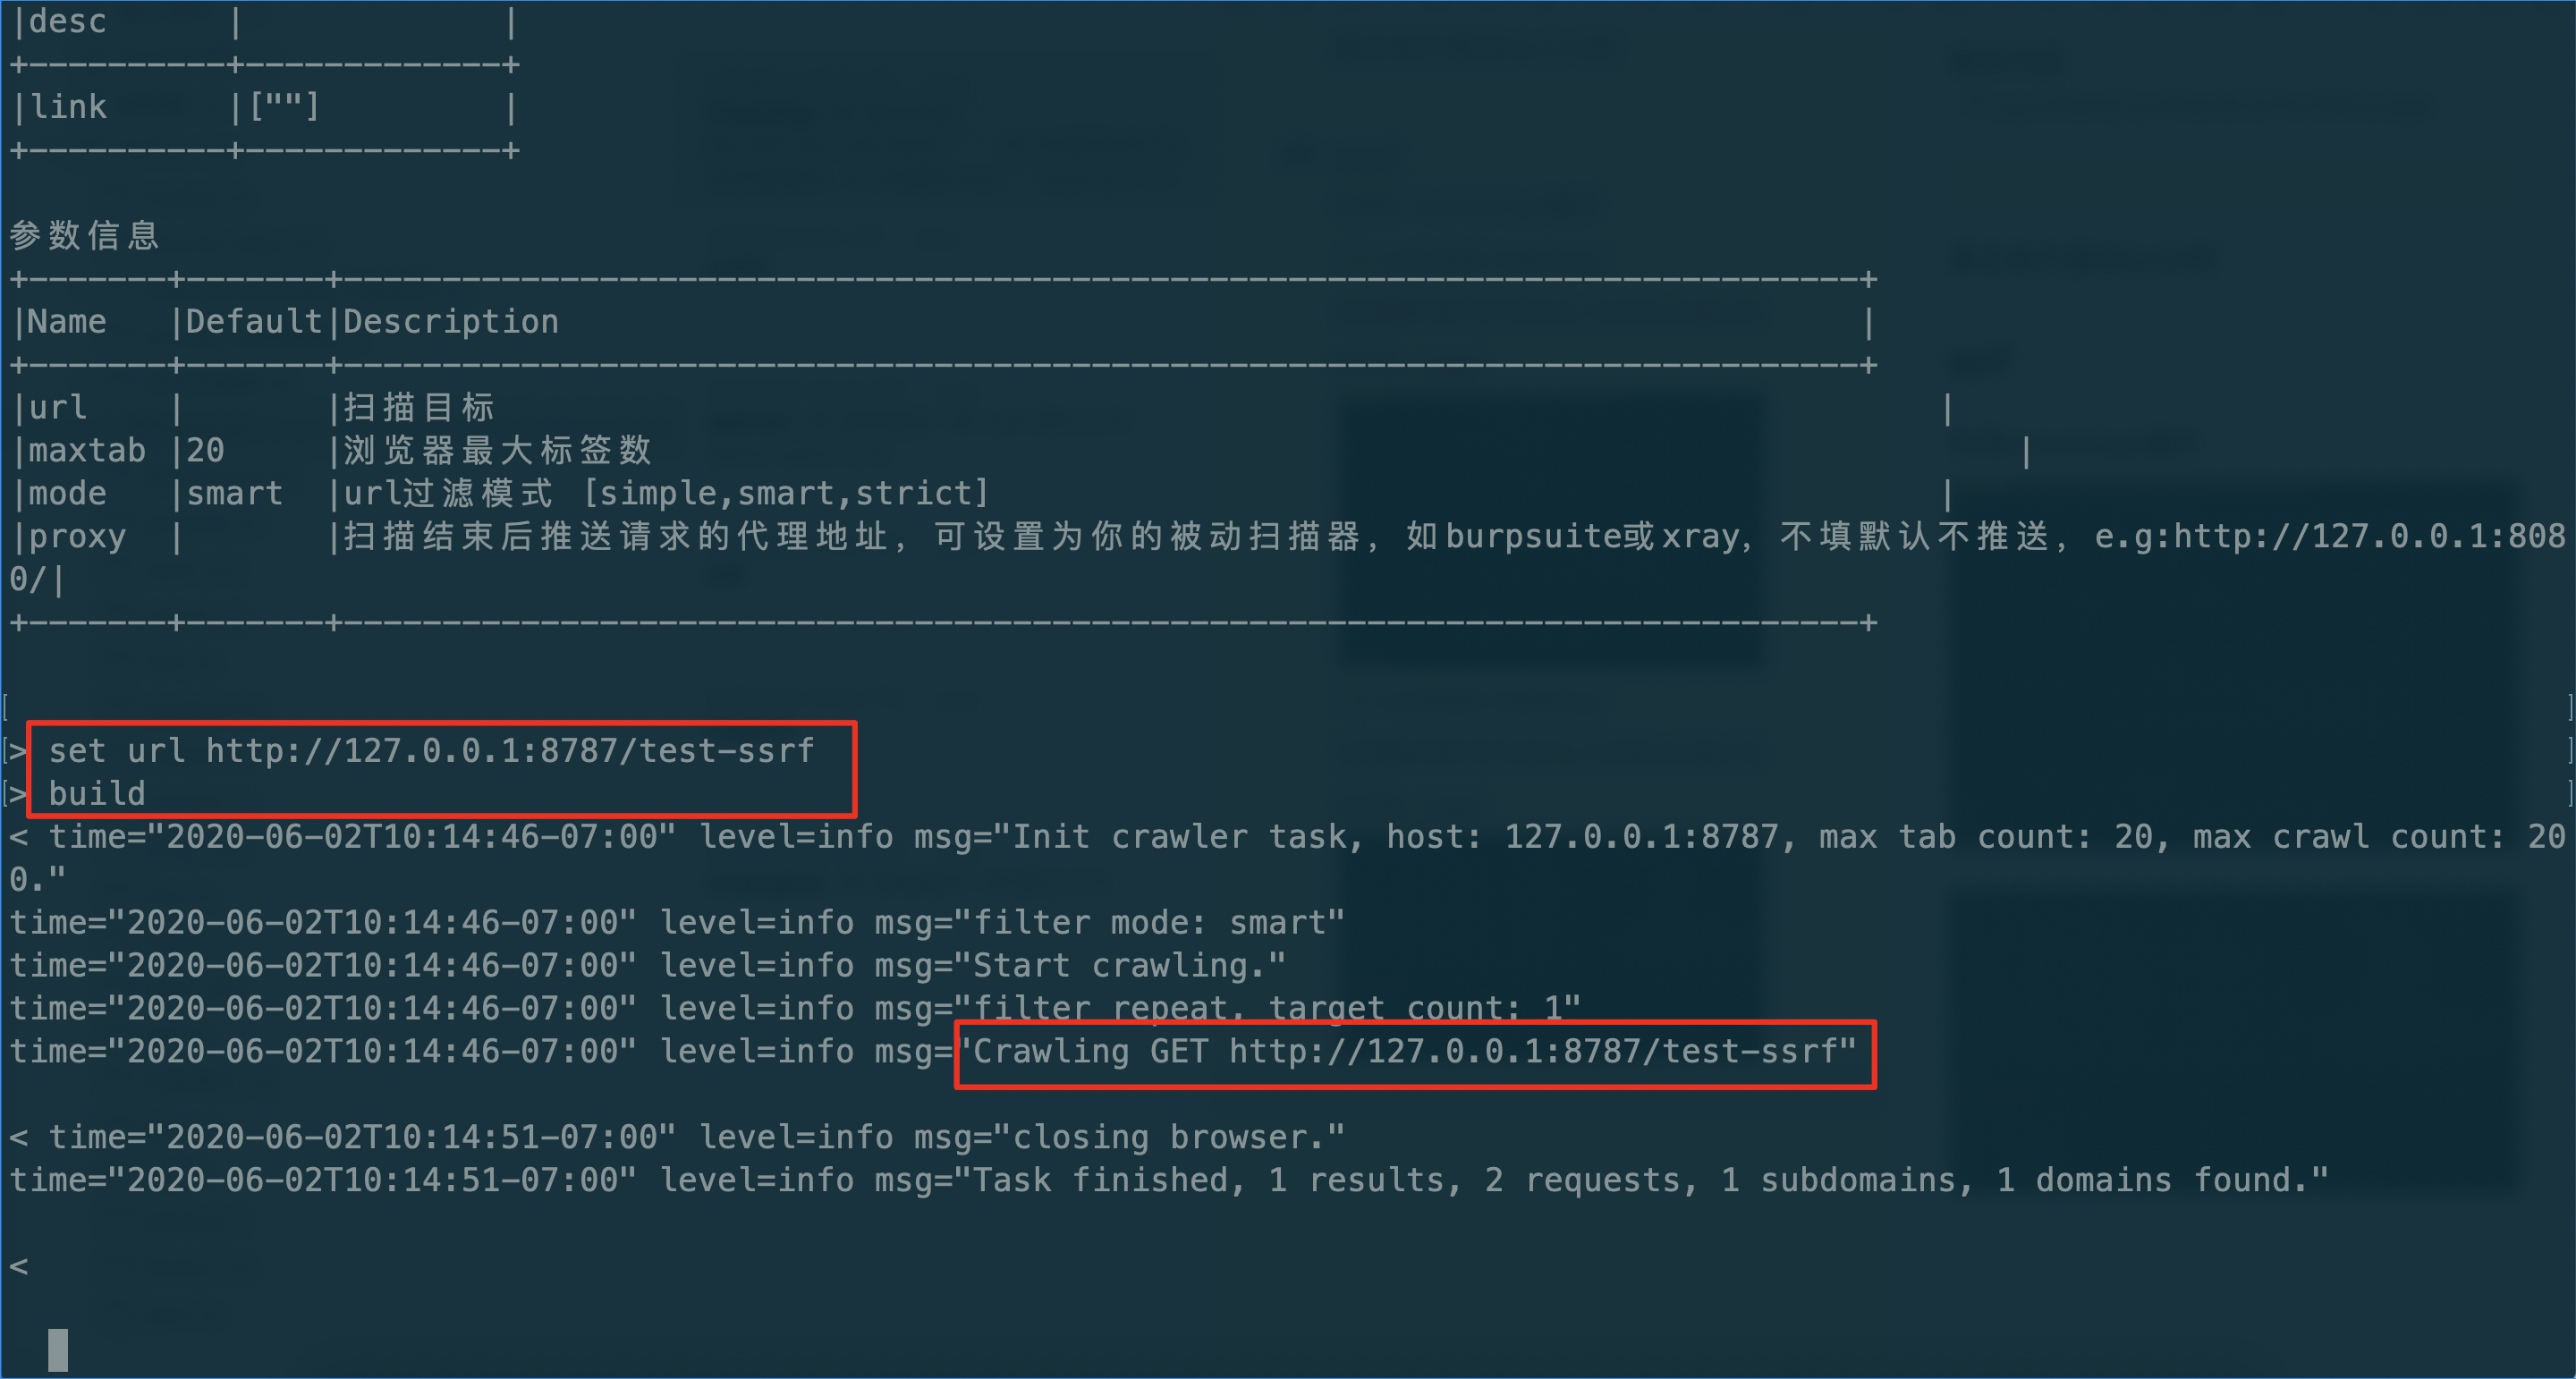 |desc      |             |
+----------+-------------+
|link      |[""]         |
+----------+-------------+
参数信息
+-------+-------+------------------------------------------------------------------------------+
|Name   |Default|Description                                                                   |
+-------+-------+------------------------------------------------------------------------------+
|url    |       |扫描目标                                                                          |
|maxtab |20     |浏览器最大标签数                                                                      |
|mode   |smart  |url过滤模式 [simple,smart,strict]                                                 |
|proxy  |       |扫描结束后推送请求的代理地址，可设置为你的被动扫描器，如burpsuite或xray，不填默认不推送，e.g:http://127.0.0.1:808
0/|
+-------+-------+------------------------------------------------------------------------------+
[ ]
[> set url http://127.0.0.1:8787/test-ssrf ]
[> build ]
< time="2020-06-02T10:14:46-07:00" level=info msg="Init crawler task, host: 127.0.0.1:8787, max tab count: 20, max crawl count: 20
0."
time="2020-06-02T10:14:46-07:00" level=info msg="filter mode: smart"
time="2020-06-02T10:14:46-07:00" level=info msg="Start crawling."
time="2020-06-02T10:14:46-07:00" level=info msg="filter repeat, target count: 1"
time="2020-06-02T10:14:46-07:00" level=info msg="Crawling GET http://127.0.0.1:8787/test-ssrf"
< time="2020-06-02T10:14:51-07:00" level=info msg="closing browser."
time="2020-06-02T10:14:51-07:00" level=info msg="Task finished, 1 results, 2 requests, 1 subdomains, 1 domains found."
<